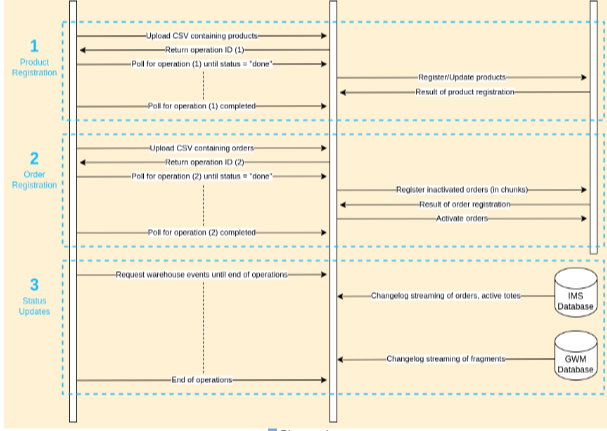 1
Product
Registration
Upload CSV containing products
Return operation ID (1)
Poll for operation (1) until status = "done"
Register/Update products
Result of product registration
Poll for operation (1) completed
2
Order
Registration
Upload CSV containing orders
Return operation ID (2)
Poll for operation (2) until status = "done"
Register inactivated orders (in chunks)
Result of order registration
Activate orders
Poll for operation (2) completed
3
Status
Updates
Request warehouse events until end of operations
Changelog streaming of orders, active totes
IMS
Database
Changelog streaming of fragments
GWM
Database
End of operations